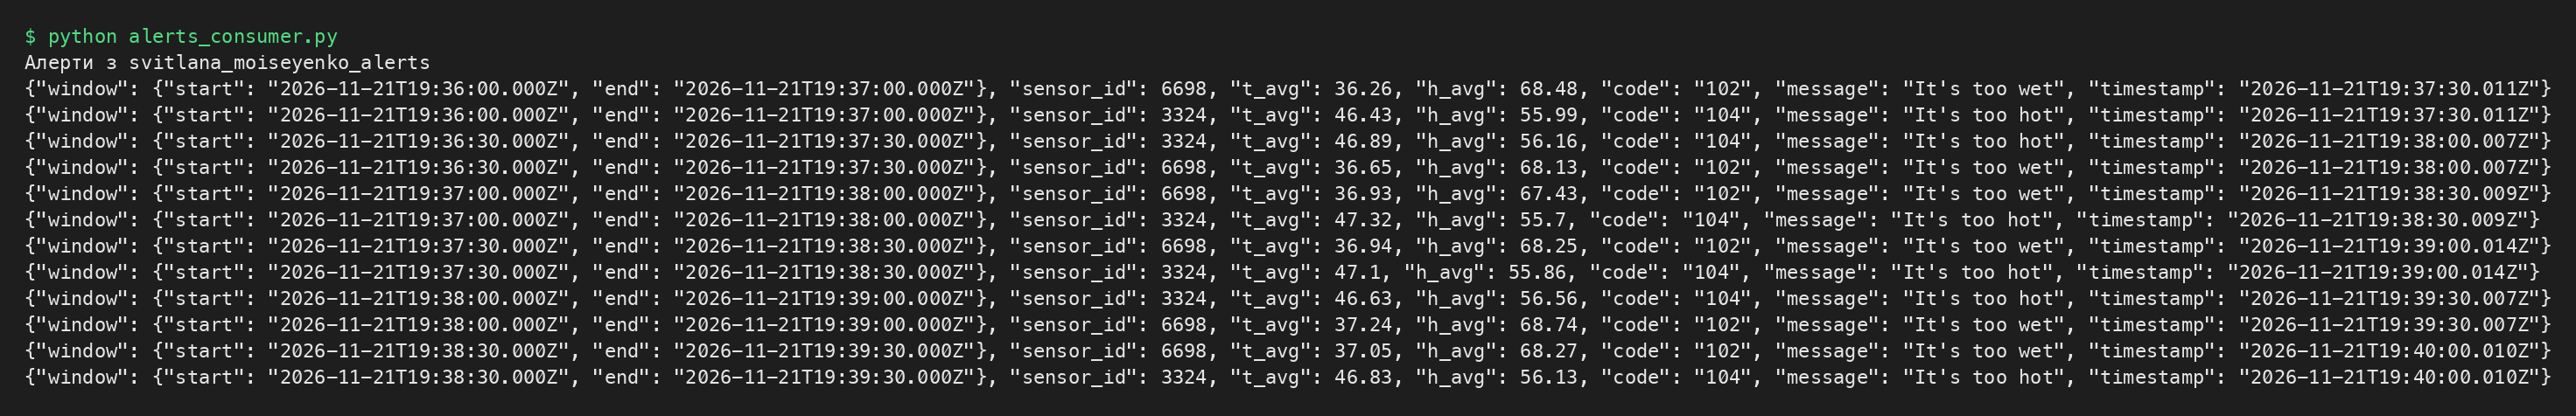 $ python alerts_consumer.py
Алерти з svitlana_moiseyenko_alerts
{"window": {"start": "2026-11-21T19:36:00.000Z", "end": "2026-11-21T19:37:00.000Z"}, "sensor_id": 6698, "t_avg": 36.26, "h_avg": 68.48, "code": "102", "message": "It's too wet", "timestamp": "2026-11-21T19:37:30.011Z"}
{"window": {"start": "2026-11-21T19:36:00.000Z", "end": "2026-11-21T19:37:00.000Z"}, "sensor_id": 3324, "t_avg": 46.43, "h_avg": 55.99, "code": "104", "message": "It's too hot", "timestamp": "2026-11-21T19:37:30.011Z"}
{"window": {"start": "2026-11-21T19:36:30.000Z", "end": "2026-11-21T19:37:30.000Z"}, "sensor_id": 3324, "t_avg": 46.89, "h_avg": 56.16, "code": "104", "message": "It's too hot", "timestamp": "2026-11-21T19:38:00.007Z"}
{"window": {"start": "2026-11-21T19:36:30.000Z", "end": "2026-11-21T19:37:30.000Z"}, "sensor_id": 6698, "t_avg": 36.65, "h_avg": 68.13, "code": "102", "message": "It's too wet", "timestamp": "2026-11-21T19:38:00.007Z"}
{"window": {"start": "2026-11-21T19:37:00.000Z", "end": "2026-11-21T19:38:00.000Z"}, "sensor_id": 6698, "t_avg": 36.93, "h_avg": 67.43, "code": "102", "message": "It's too wet", "timestamp": "2026-11-21T19:38:30.009Z"}
{"window": {"start": "2026-11-21T19:37:00.000Z", "end": "2026-11-21T19:38:00.000Z"}, "sensor_id": 3324, "t_avg": 47.32, "h_avg": 55.7, "code": "104", "message": "It's too hot", "timestamp": "2026-11-21T19:38:30.009Z"}
{"window": {"start": "2026-11-21T19:37:30.000Z", "end": "2026-11-21T19:38:30.000Z"}, "sensor_id": 6698, "t_avg": 36.94, "h_avg": 68.25, "code": "102", "message": "It's too wet", "timestamp": "2026-11-21T19:39:00.014Z"}
{"window": {"start": "2026-11-21T19:37:30.000Z", "end": "2026-11-21T19:38:30.000Z"}, "sensor_id": 3324, "t_avg": 47.1, "h_avg": 55.86, "code": "104", "message": "It's too hot", "timestamp": "2026-11-21T19:39:00.014Z"}
{"window": {"start": "2026-11-21T19:38:00.000Z", "end": "2026-11-21T19:39:00.000Z"}, "sensor_id": 3324, "t_avg": 46.63, "h_avg": 56.56, "code": "104", "message": "It's too hot", "timestamp": "2026-11-21T19:39:30.007Z"}
{"window": {"start": "2026-11-21T19:38:00.000Z", "end": "2026-11-21T19:39:00.000Z"}, "sensor_id": 6698, "t_avg": 37.24, "h_avg": 68.74, "code": "102", "message": "It's too wet", "timestamp": "2026-11-21T19:39:30.007Z"}
{"window": {"start": "2026-11-21T19:38:30.000Z", "end": "2026-11-21T19:39:30.000Z"}, "sensor_id": 6698, "t_avg": 37.05, "h_avg": 68.27, "code": "102", "message": "It's too wet", "timestamp": "2026-11-21T19:40:00.010Z"}
{"window": {"start": "2026-11-21T19:38:30.000Z", "end": "2026-11-21T19:39:30.000Z"}, "sensor_id": 3324, "t_avg": 46.83, "h_avg": 56.13, "code": "104", "message": "It's too hot", "timestamp": "2026-11-21T19:40:00.010Z"}